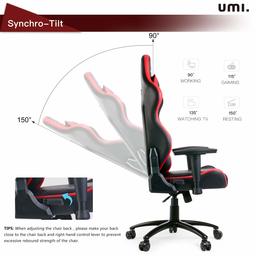 umi.
Synchro-Tilt
90°
150°
90°
WORKING
115°
GAMING
135°
WATCHING TV
150°
RESTING
TIPS: When adjusting the chair back , please make your back
close to the chair back and right-hand control lever to prevent
excessive rebound strength of the chair.